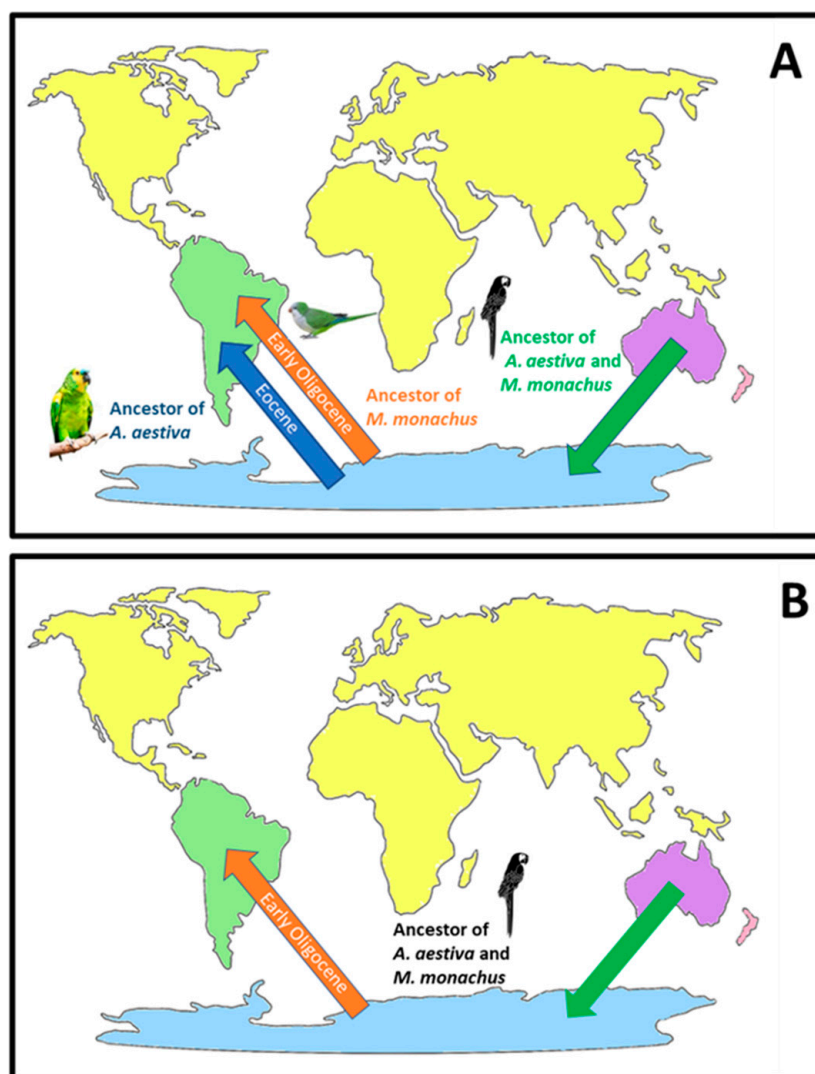 A
Early Oligocene
Eocene
Ancestor of
A. aestiva
Ancestor of
M. monachus
Ancestor of
A. aestiva and
M. monachus
B
Early Oligocene
Ancestor of
A. aestiva and
M. monachus